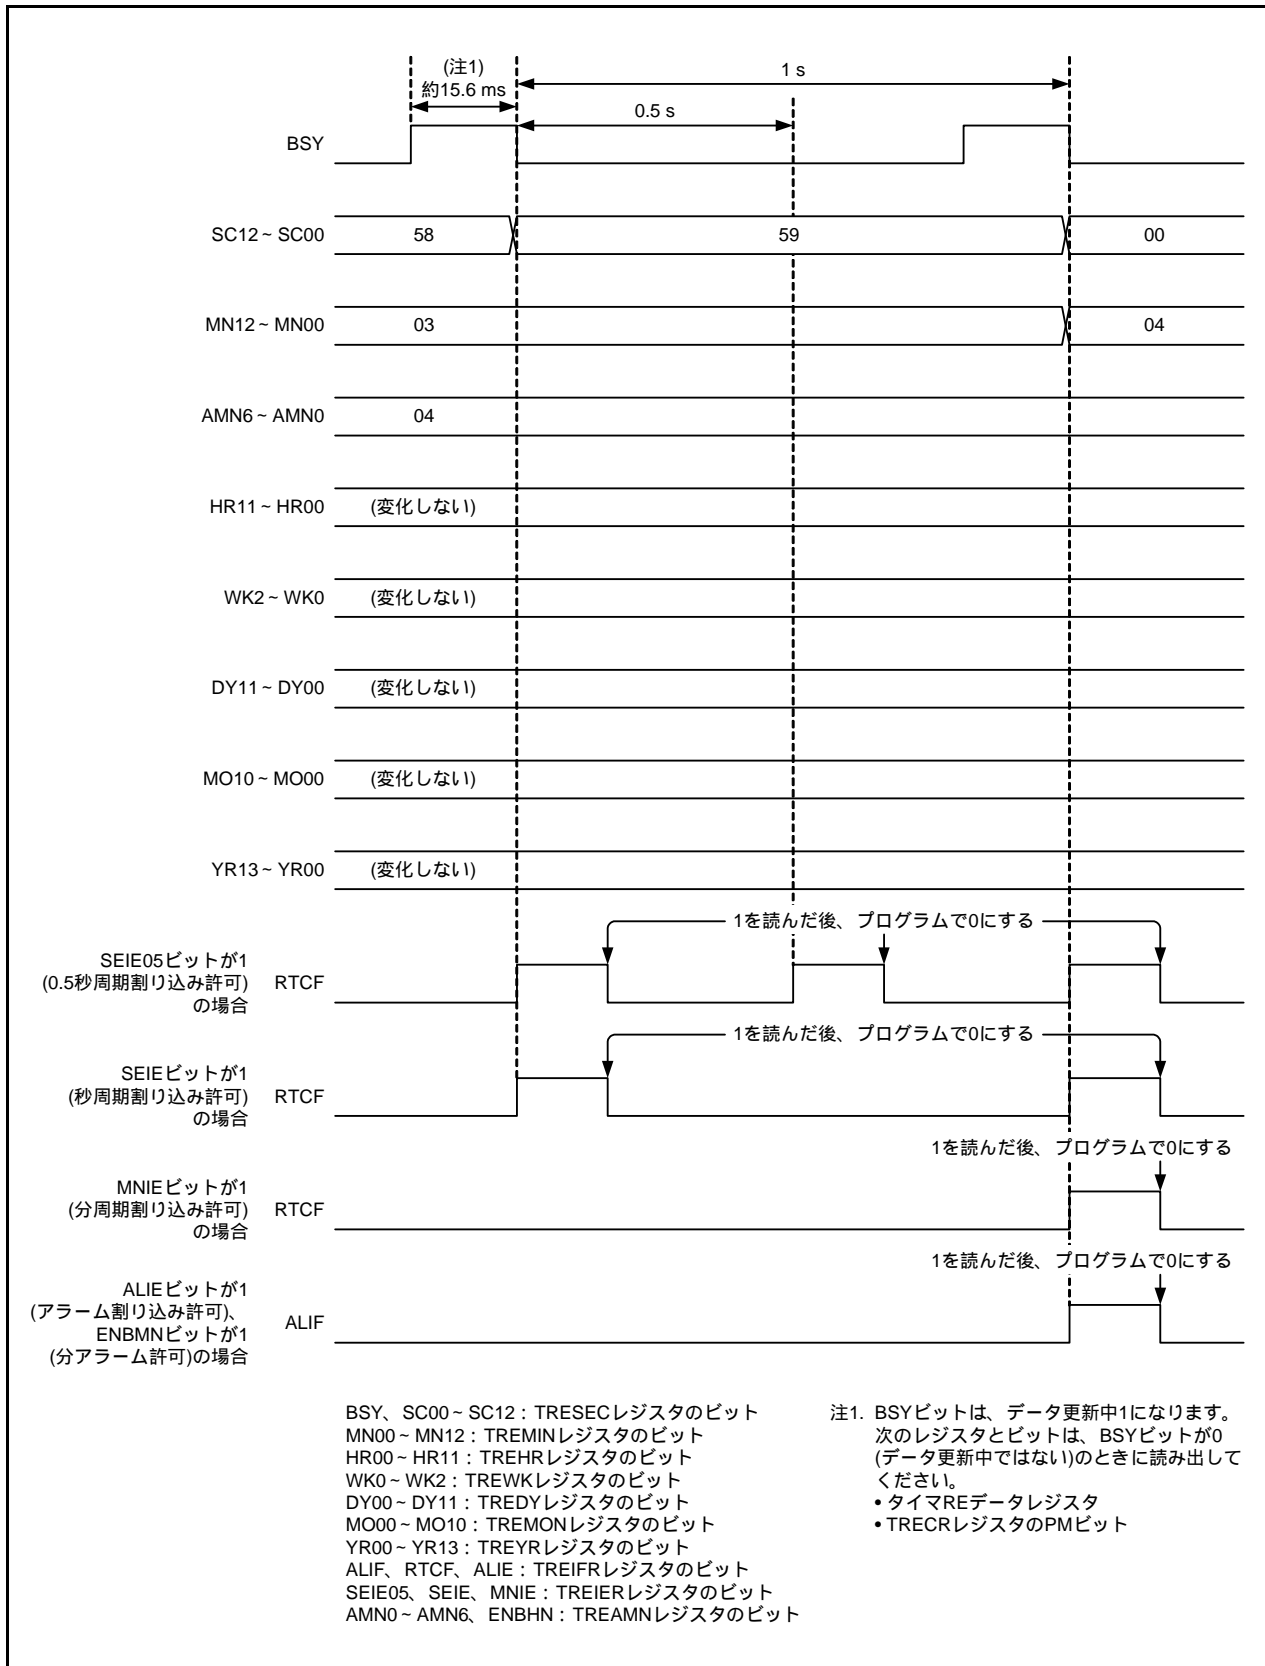 (注1)
約15.6 ms
1 s
0.5 s
BSY
SC12~SC00
58
59
00
MN12~MN00
03
04
AMN6~AMN0
04
HR11~HR00
(変化しない)
WK2~WK0
(変化しない)
DY11~DY00
(変化しない)
MO10~MO00
(変化しない)
YR13~YR00
(変化しない)
1を読んだ後、プログラムで0にする
SEIE05ビットが1
(0.5秒周期割り込み許可)
の場合
RTCF
1を読んだ後、プログラムで0にする
SEIEビットが1
(秒周期割り込み許可)
の場合
RTCF
1を読んだ後、プログラムで0にする
MNIEビットが1
(分周期割り込み許可)
の場合
RTCF
1を読んだ後、プログラムで0にする
ALIEビットが1
(アラーム割り込み許可)、
ENBMNビットが1
(分アラーム許可)の場合
ALIF
BSY、SC00~SC12：TRESECレジスタのビット
MN00~MN12：TREMINレジスタのビット
HR00~HR11：TREHRレジスタのビット
WK0~WK2：TREWKレジスタのビット
DY00~DY11：TREDYレジスタのビット
MO00~MO10：TREMONレジスタのビット
YR00~YR13：TREYRレジスタのビット
ALIF、RTCF、ALIE：TREIFRレジスタのビット
SEIE05、SEIE、MNIE：TREIERレジスタのビット
AMN0~AMN6、ENBHN：TREAMNレジスタのビット
注1. BSYビットは、データ更新中1になります。
次のレジスタとビットは、BSYビットが0
(データ更新中ではない)のときに読み出して
ください。
•タイマREデータレジスタ
•TRECRレジスタのPMビット